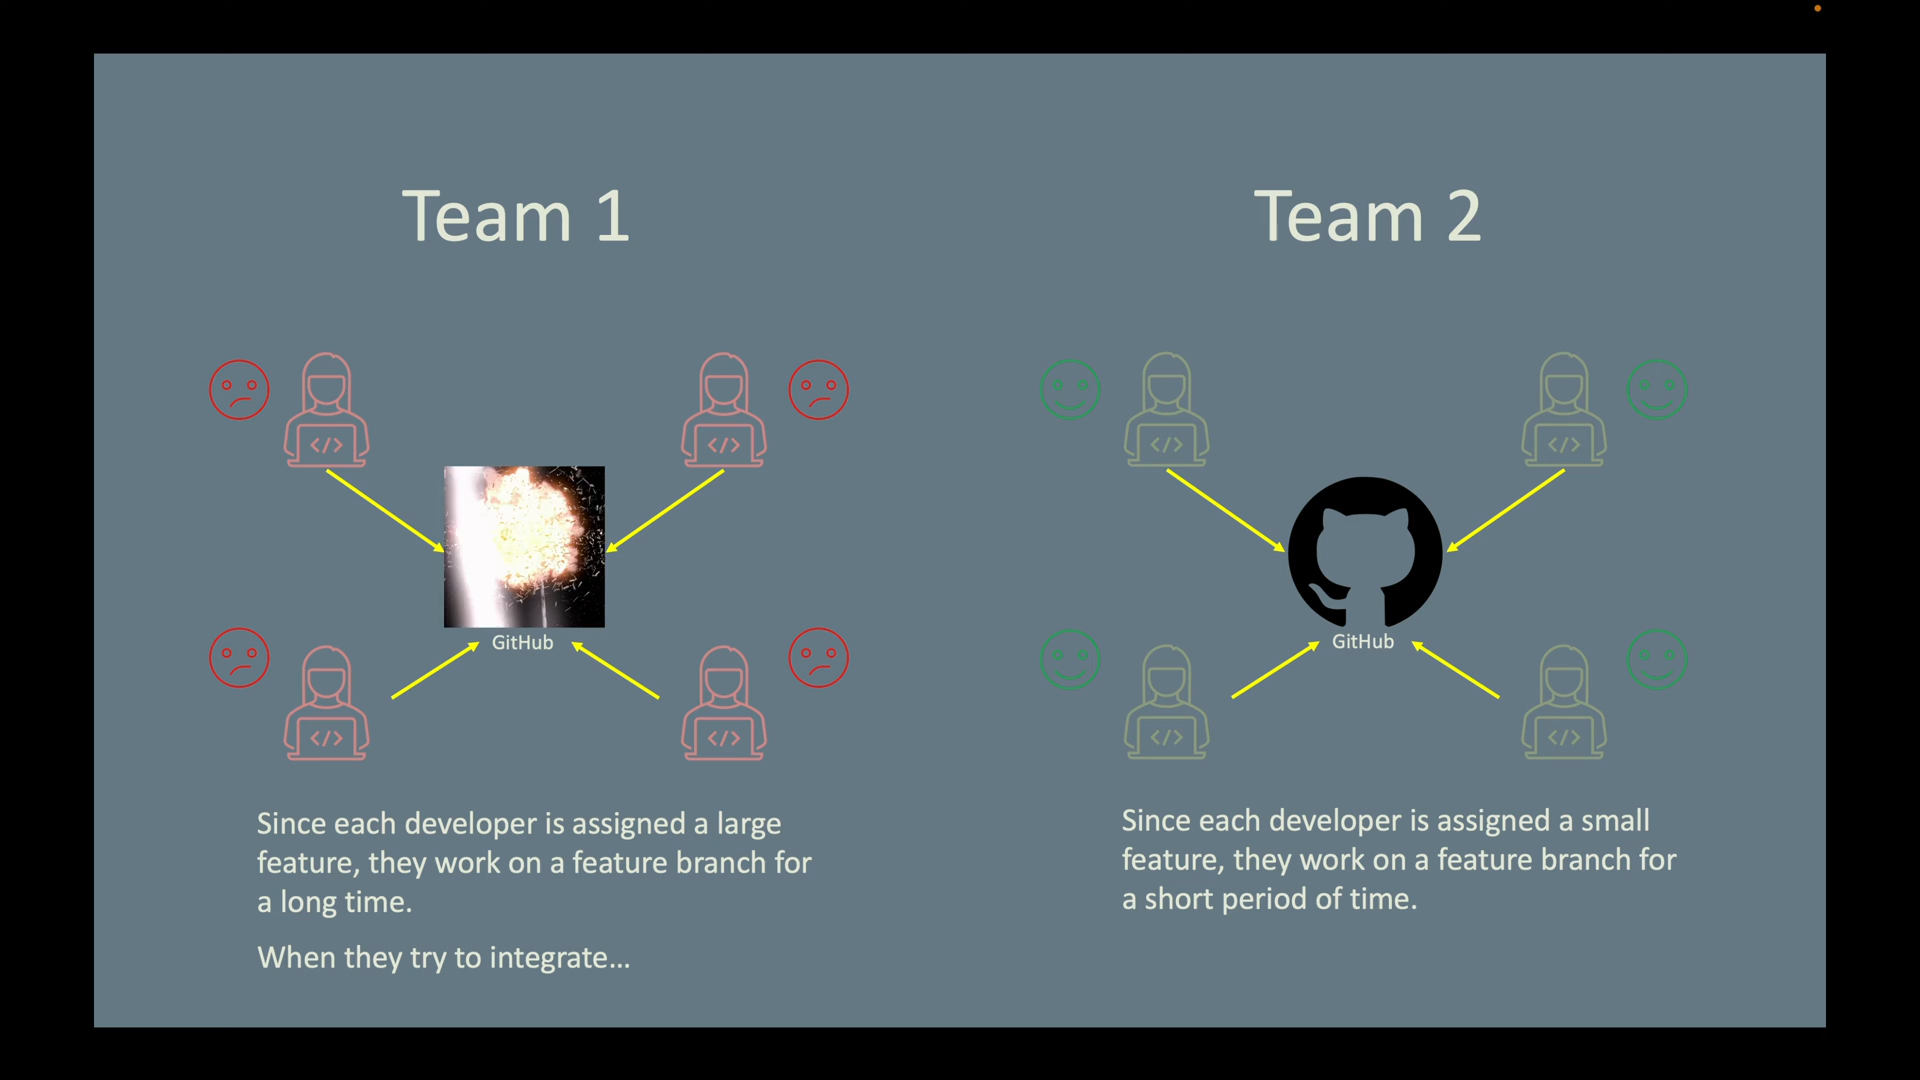 Team 1
</>
</>
GitHub
</>
</>
Since each developer is assigned a large
feature, they work on a feature branch for
a long time.
When they try to integrate...
Team 2
</>
</>
GitHub
</>
</>
Since each developer is assigned a small
feature, they work on a feature branch for
a short period of time.